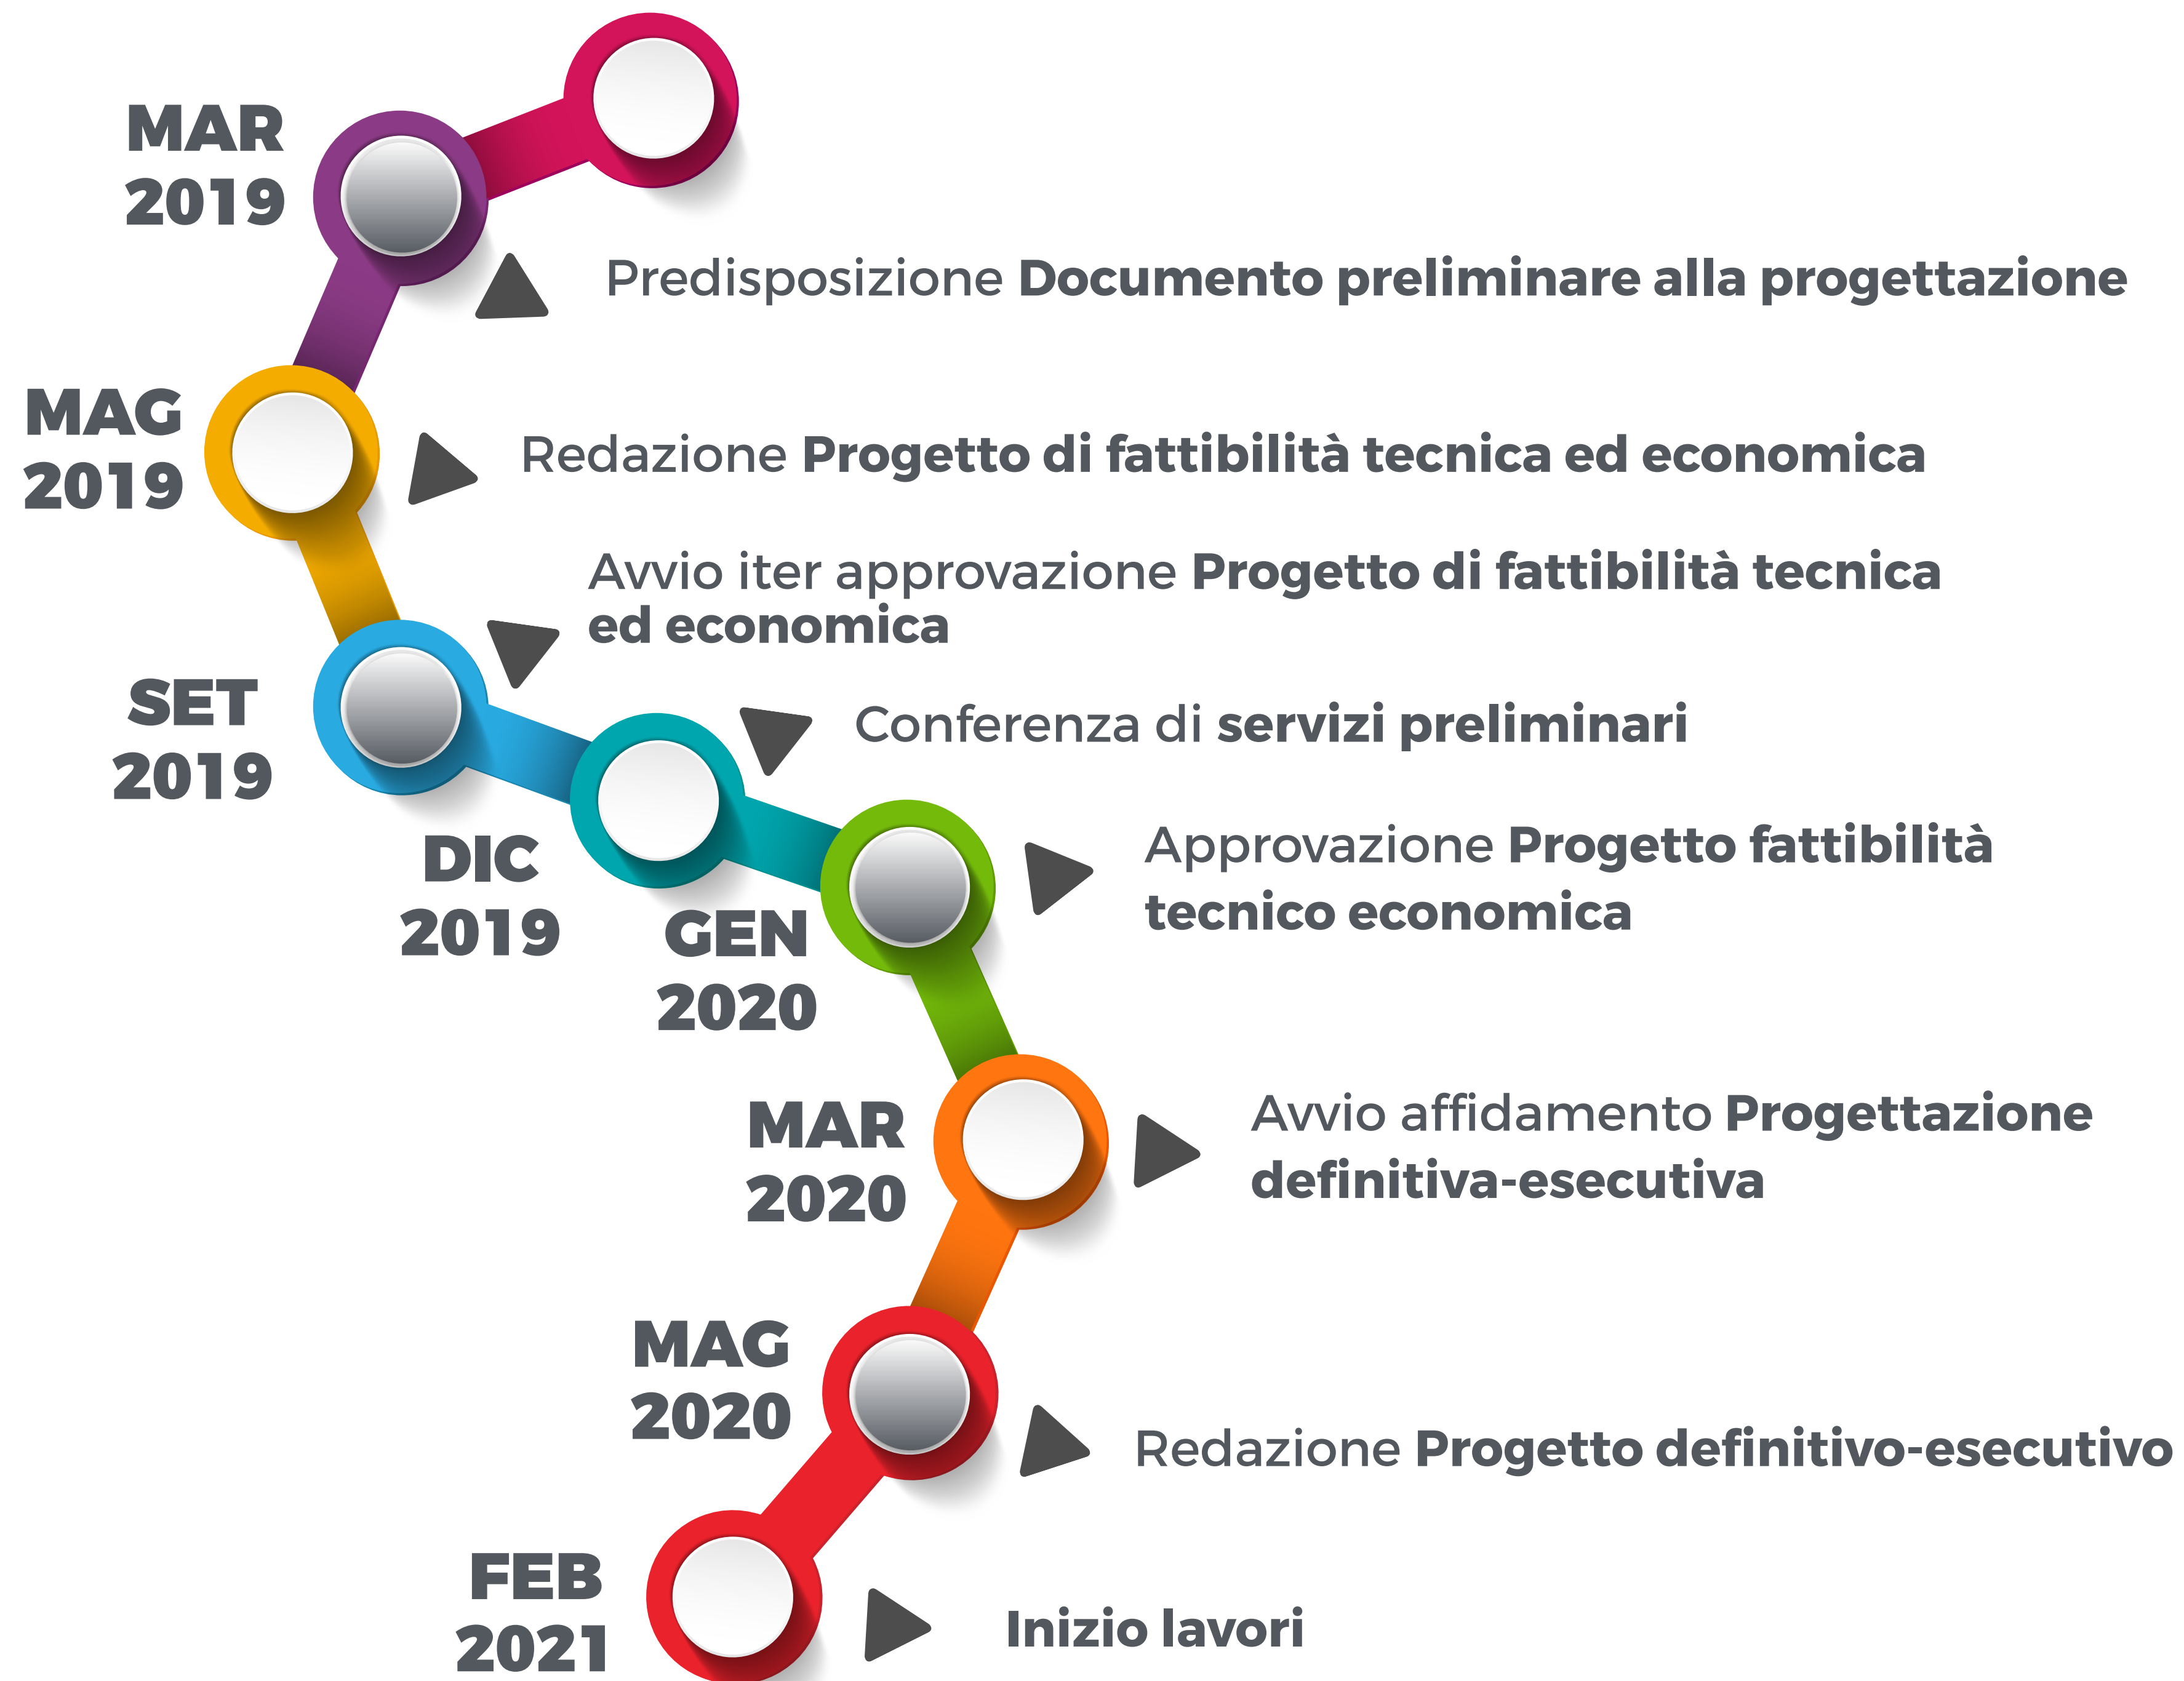 MAR
2019
Predisposizione Documento preliminare alla progettazione
MAG
2019
Redazione Progetto di fattibilità tecnica ed economica
Avvio iter approvazione Progetto di fattibilità tecnica
ed economica
SET
2019
Conferenza di servizi preliminari
DIC
2019
Approvazione Progetto fattibilità
tecnico economica
GEN
2020
MAR
2020
Avvio affidamento Progettazione
definitiva-esecutiva
MAG
2020
Redazione Progetto definitivo-esecutivo
FEB
2021
Inizio lavori